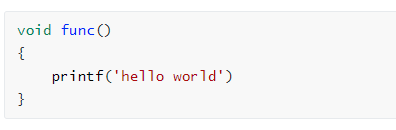 void func()
{
    printf('hello world')
}